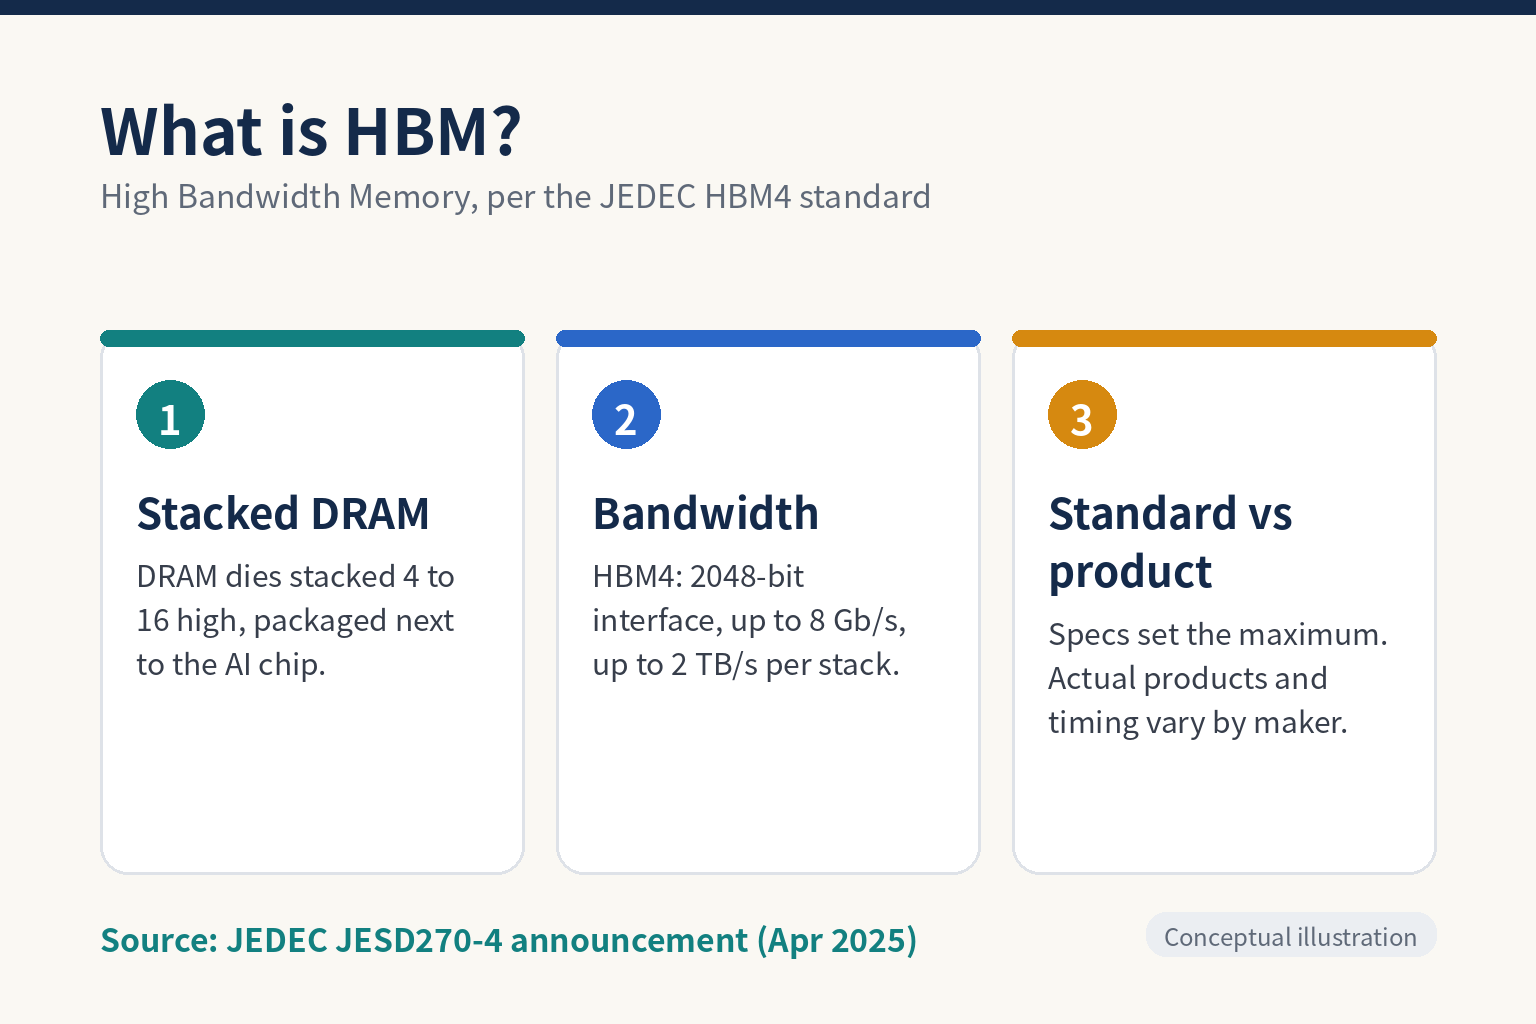 What is HBM?
High Bandwidth Memory, per the JEDEC HBM4 standard
1
Stacked DRAM
DRAM dies stacked 4 to
16 high, packaged next
to the AI chip.
2
Bandwidth
HBM4: 2048-bit
interface, up to 8 Gb/s,
up to 2 TB/s per stack.
3
Standard vs
product
Specs set the maximum.
Actual products and
timing vary by maker.
Source: JEDEC JESD270-4 announcement (Apr 2025)
Conceptual illustration